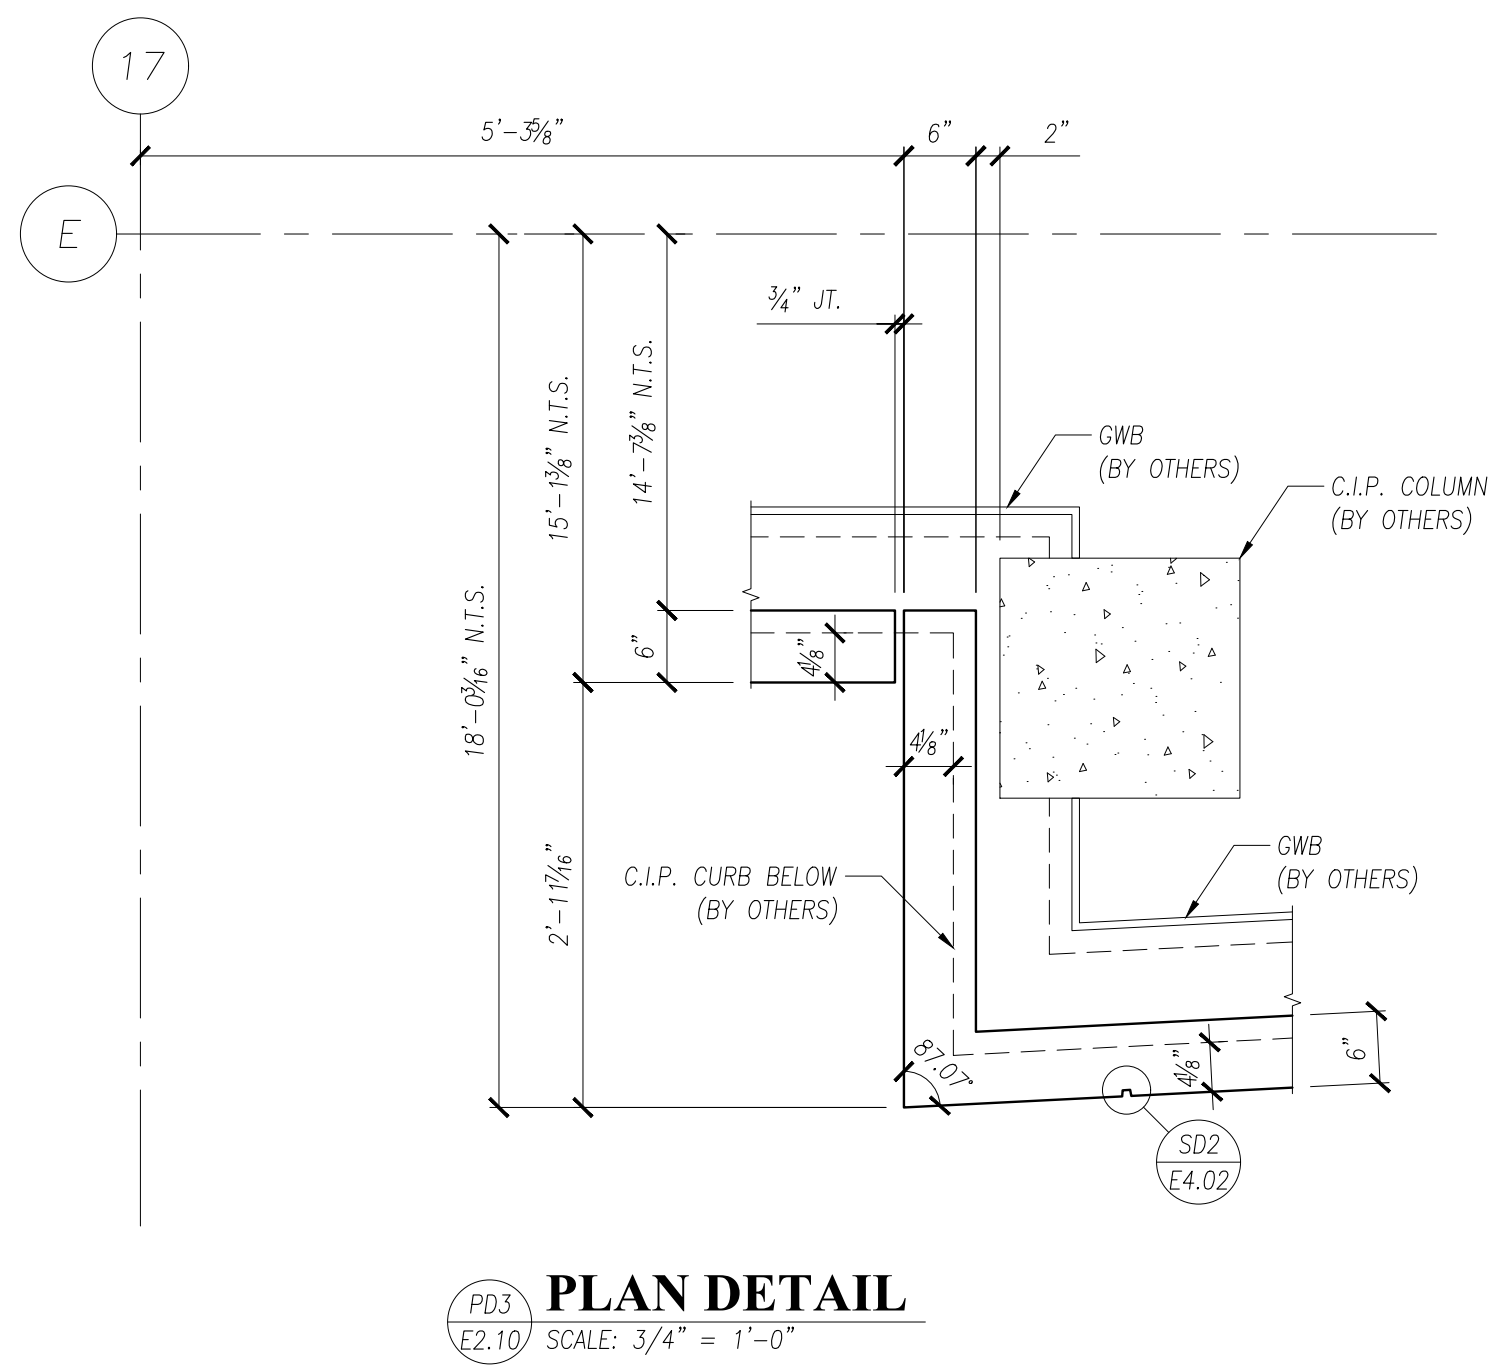 17
5'-3⅝"
6"
2"
E
¾" JT.
14'-7⅜" N.T.S.
15'-1⅜" N.T.S.
18'-0³⁄₁₆" N.T.S.
GWB
(BY OTHERS)
C.I.P. COLUMN
(BY OTHERS)
6"
4⅛"
4⅛"
2'-11⁷⁄₁₆"
C.I.P. CURB BELOW
(BY OTHERS)
GWB
(BY OTHERS)
87.07°
4⅛"
6"
SD2
E4.02
PD3
E2.10
PLAN DETAIL
SCALE: 3/4" = 1'-0"